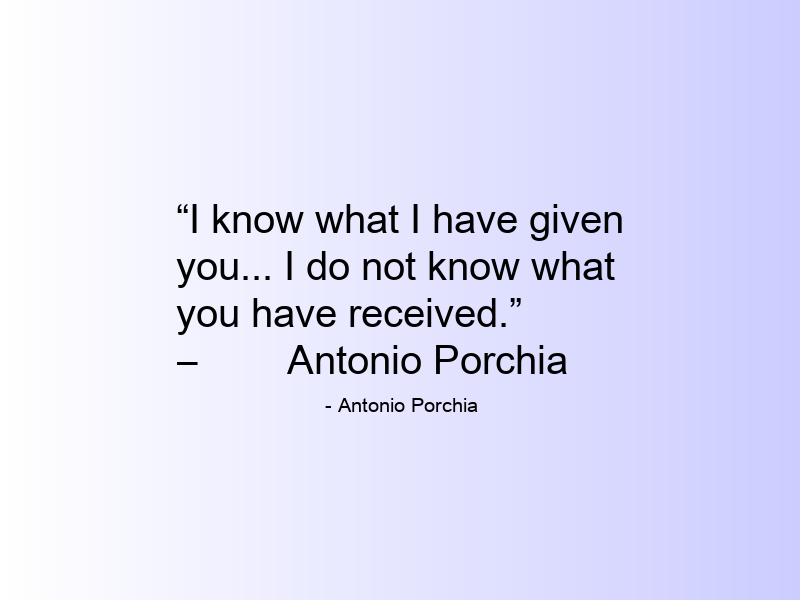 “I know what I have given
you... I do not know what
you have received.”
– Antonio Porchia
- Antonio Porchia